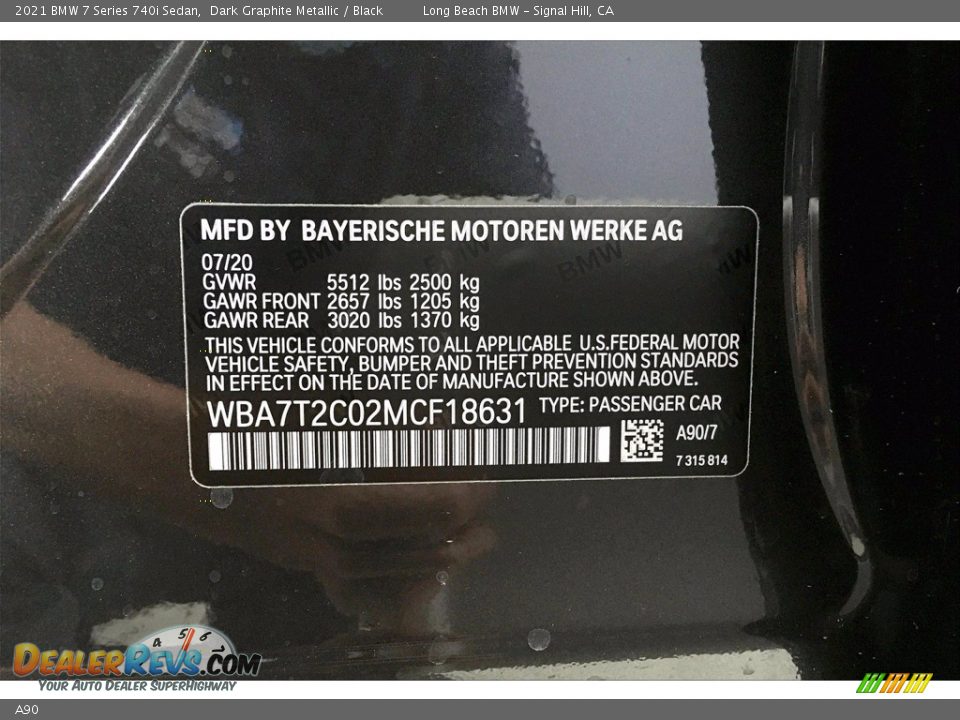 2021 BMW 7 Series 740i Sedan, Dark Graphite Metallic / Black Long Beach BMW - Signal Hill, CA
MFD BY BAYERISCHE MOTOREN WERKE AG
07/20
GVWR 5512 lbs 2500 kg
GAWR FRONT 2657 lbs 1205 kg
GAWR REAR 3020 lbs 1370 kg
THIS VEHICLE CONFORMS TO ALL APPLICABLE U.S.FEDERAL MOTOR
VEHICLE SAFETY, BUMPER AND THEFT PREVENTION STANDARDS
IN EFFECT ON THE DATE OF MANUFACTURE SHOWN ABOVE.
WBA7T2C02MCF18631 TYPE: PASSENGER CAR
A90/7
7 315 814
4 5 6
DEALERREVS.COM
YOUR AUTO DEALER SUPERHIGHWAY
A90